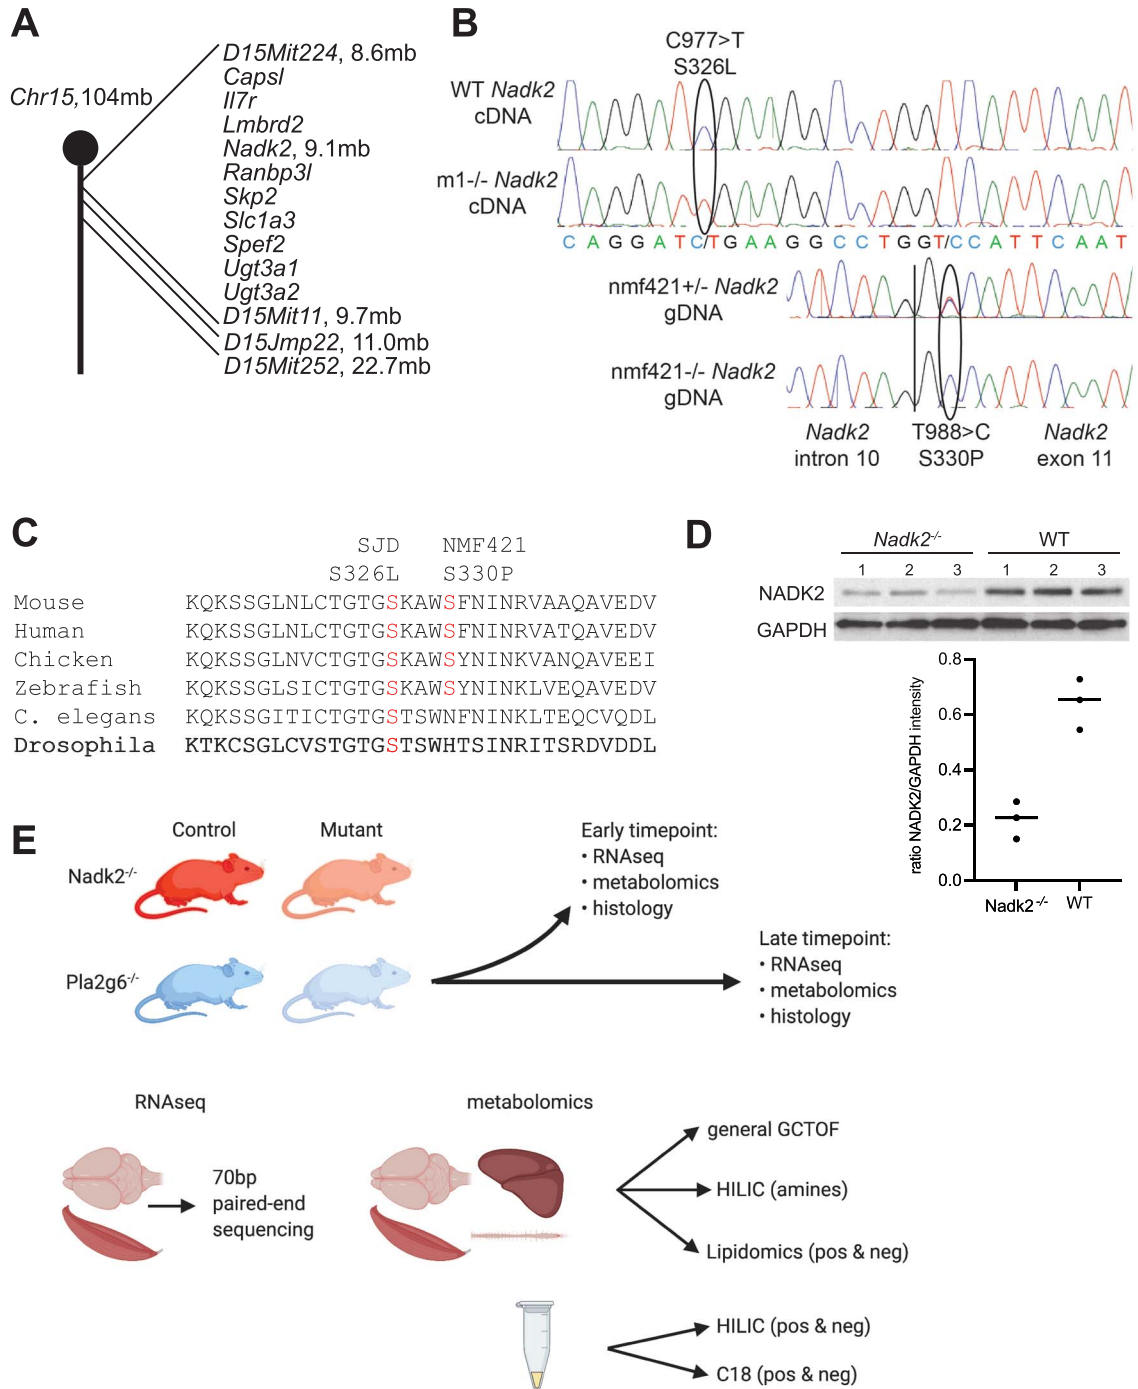 A
Chr15,104mb
D15Mit224, 8.6mb
Capsl
Il7r
Lmbrd2
Nadk2, 9.1mb
Ranbp3l
Skp2
Slc1a3
Spef2
Ugt3a1
Ugt3a2
D15Mit11, 9.7mb
D15Jmp22, 11.0mb
D15Mit252, 22.7mb
B
C977>T
S326L
WT Nadk2
cDNA
m1-/- Nadk2
cDNA
C A G G A T C/T G A A G G C C T G G T/C C A T T C A A T
nmf421+/- Nadk2
gDNA
nmf421-/- Nadk2
gDNA
Nadk2
intron 10
T988>C
S330P
Nadk2
exon 11
C
SJD NMF421
S326L S330P
Mouse KQKSSGLNLCTGTGSKAWSFNINRVAAQAVEDV
Human KQKSSGLNLCTGTGSKAWSFNINRVATQAVEDV
Chicken KQKSSGLNVCTGTGSKAWSYNINKVANQAVEEI
Zebrafish KQKSSGLSICTGTGSKAWSYNINKLVEQAVEDV
C. elegans KQKSSGITICTGTGSTSWNFNINKLTEQCVQDL
Drosophila KTKCSGLCVSTGTGSTSWHTSINRITSRDVDDL
D
Nadk2-/- WT
1 2 3 1 2 3
NADK2
GAPDH
ratio NADK2/GAPDH intensity
0.8
0.6
0.4
0.2
0.0
Nadk2-/- WT
E
Control Mutant
Nadk2-/-
Pla2g6-/-
Early timepoint:
• RNAseq
• metabolomics
• histology
Late timepoint:
• RNAseq
• metabolomics
• histology
RNAseq
70bp
paired-end
sequencing
metabolomics
general GCTOF
HILIC (amines)
Lipidomics (pos & neg)
HILIC (pos & neg)
C18 (pos & neg)